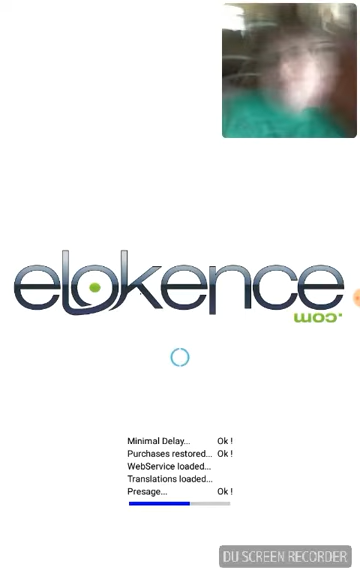 elokence
.com
Minimal Delay... Ok !
Purchases restored... Ok !
WebService loaded...
Translations loaded...
Presage... Ok !
DU SCREEN RECORDER